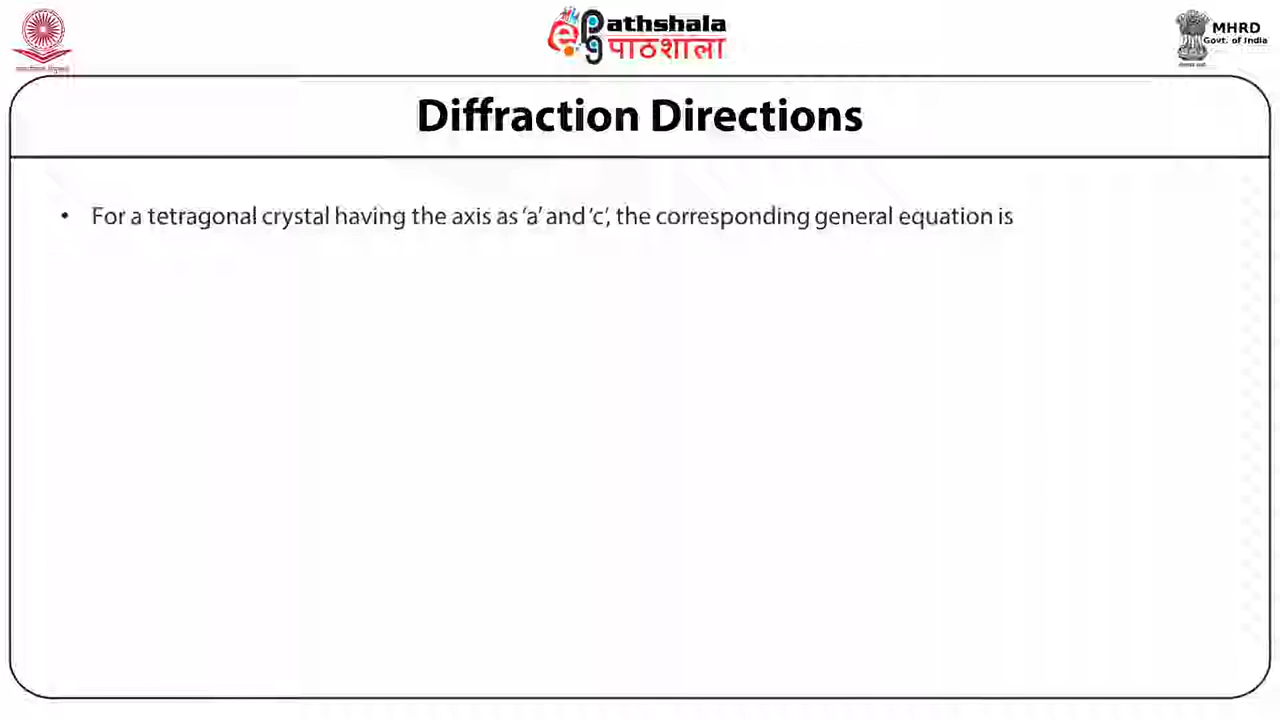 ePathshala
पाठशाला
MHRD
Govt. of India
Diffraction Directions
• For a tetragonal crystal having the axis as ‘a’ and ‘c’, the corresponding general equation is